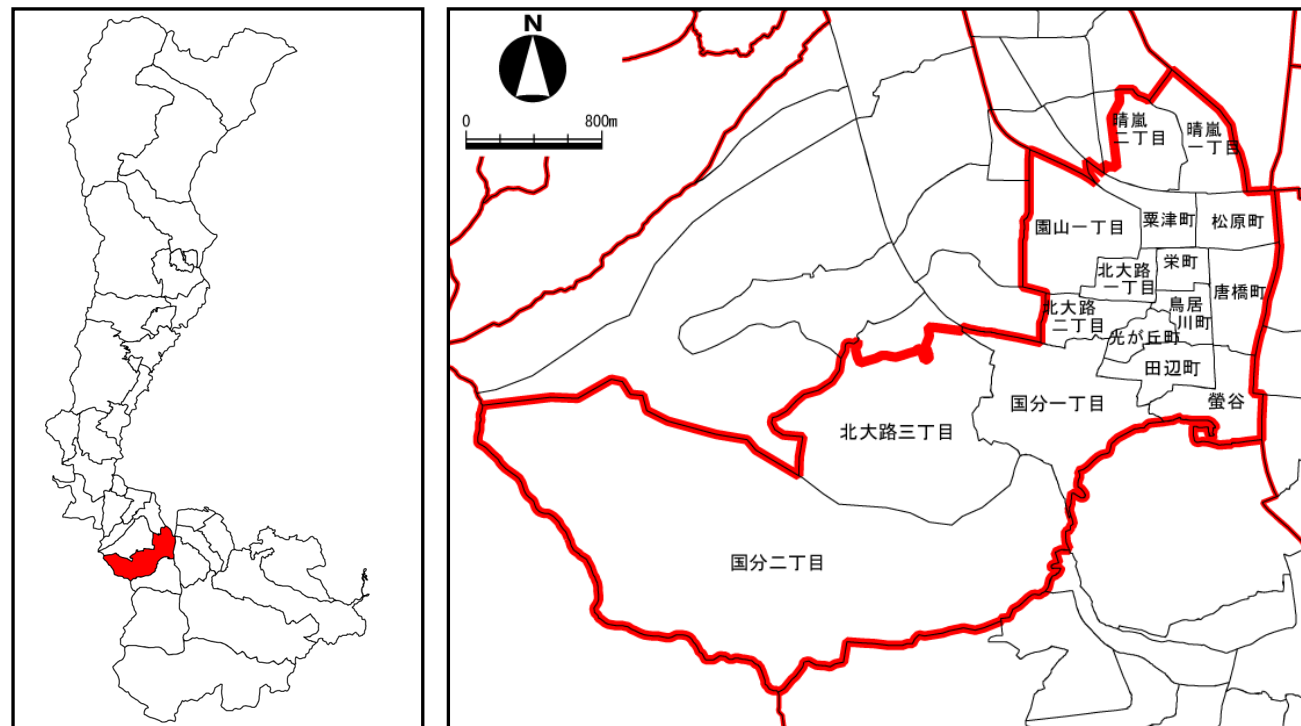 N
0
800m
晴嵐
二丁目
晴嵐
一丁目
園山一丁目
粟津町
松原町
北大路
一丁目
栄町
唐橋町
北大路
二丁目
鳥居
川町
光が丘町
田辺町
国分一丁目
螢谷
北大路三丁目
国分二丁目